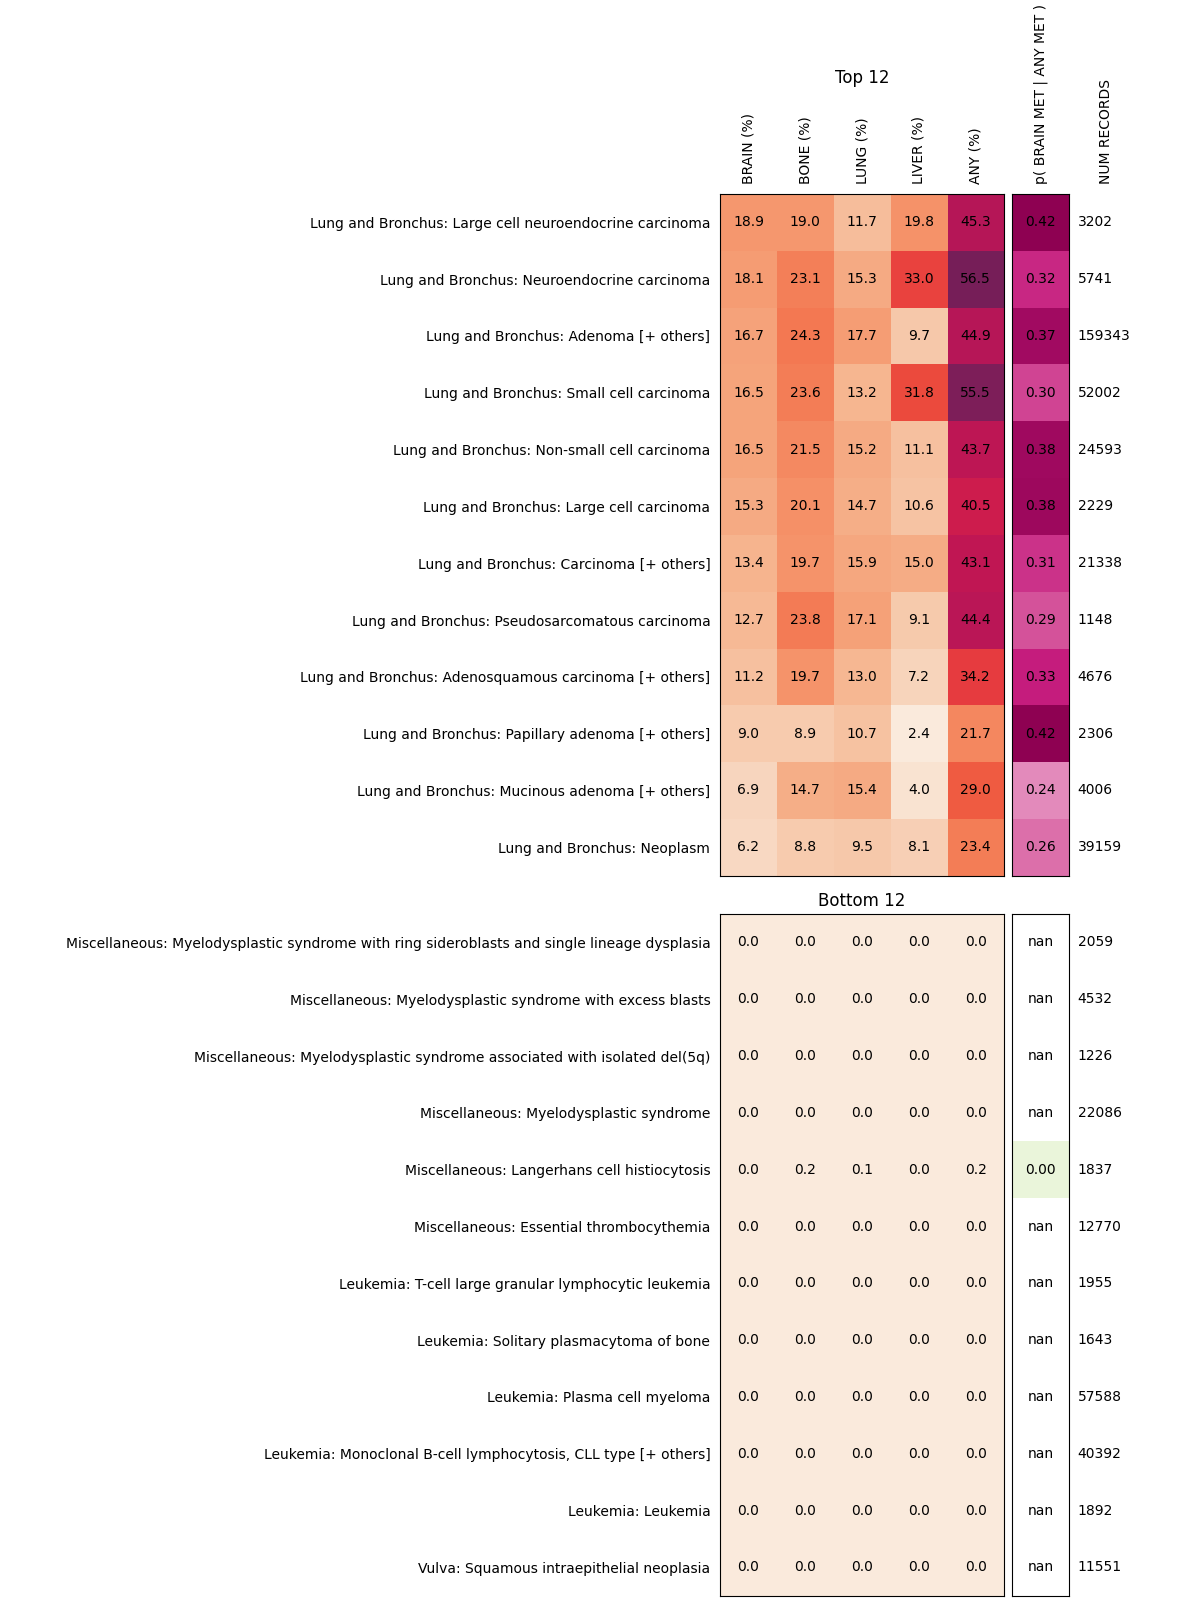 Top 12
BRAIN (%) BONE (%) LUNG (%) LIVER (%) ANY (%) p( BRAIN MET | ANY MET ) NUM RECORDS
Lung and Bronchus: Large cell neuroendocrine carcinoma 18.9 19.0 11.7 19.8 45.3 0.42 3202
Lung and Bronchus: Neuroendocrine carcinoma 18.1 23.1 15.3 33.0 56.5 0.32 5741
Lung and Bronchus: Adenoma [+ others] 16.7 24.3 17.7 9.7 44.9 0.37 159343
Lung and Bronchus: Small cell carcinoma 16.5 23.6 13.2 31.8 55.5 0.30 52002
Lung and Bronchus: Non-small cell carcinoma 16.5 21.5 15.2 11.1 43.7 0.38 24593
Lung and Bronchus: Large cell carcinoma 15.3 20.1 14.7 10.6 40.5 0.38 2229
Lung and Bronchus: Carcinoma [+ others] 13.4 19.7 15.9 15.0 43.1 0.31 21338
Lung and Bronchus: Pseudosarcomatous carcinoma 12.7 23.8 17.1 9.1 44.4 0.29 1148
Lung and Bronchus: Adenosquamous carcinoma [+ others] 11.2 19.7 13.0 7.2 34.2 0.33 4676
Lung and Bronchus: Papillary adenoma [+ others] 9.0 8.9 10.7 2.4 21.7 0.42 2306
Lung and Bronchus: Mucinous adenoma [+ others] 6.9 14.7 15.4 4.0 29.0 0.24 4006
Lung and Bronchus: Neoplasm 6.2 8.8 9.5 8.1 23.4 0.26 39159
Bottom 12
Miscellaneous: Myelodysplastic syndrome with ring sideroblasts and single lineage dysplasia 0.0 0.0 0.0 0.0 0.0 nan 2059
Miscellaneous: Myelodysplastic syndrome with excess blasts 0.0 0.0 0.0 0.0 0.0 nan 4532
Miscellaneous: Myelodysplastic syndrome associated with isolated del(5q) 0.0 0.0 0.0 0.0 0.0 nan 1226
Miscellaneous: Myelodysplastic syndrome 0.0 0.0 0.0 0.0 0.0 nan 22086
Miscellaneous: Langerhans cell histiocytosis 0.0 0.2 0.1 0.0 0.2 0.00 1837
Miscellaneous: Essential thrombocythemia 0.0 0.0 0.0 0.0 0.0 nan 12770
Leukemia: T-cell large granular lymphocytic leukemia 0.0 0.0 0.0 0.0 0.0 nan 1955
Leukemia: Solitary plasmacytoma of bone 0.0 0.0 0.0 0.0 0.0 nan 1643
Leukemia: Plasma cell myeloma 0.0 0.0 0.0 0.0 0.0 nan 57588
Leukemia: Monoclonal B-cell lymphocytosis, CLL type [+ others] 0.0 0.0 0.0 0.0 0.0 nan 40392
Leukemia: Leukemia 0.0 0.0 0.0 0.0 0.0 nan 1892
Vulva: Squamous intraepithelial neoplasia 0.0 0.0 0.0 0.0 0.0 nan 11551